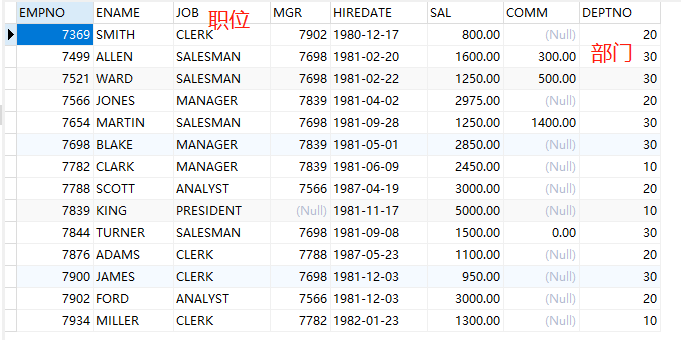 EMPNO ENAME JOB 职位 MGR HIREDATE SAL COMM DEPTNO 部门
7369 SMITH CLERK 7902 1980-12-17 800.00 (Null) 20
7499 ALLEN SALESMAN 7698 1981-02-20 1600.00 300.00 30
7521 WARD SALESMAN 7698 1981-02-22 1250.00 500.00 30
7566 JONES MANAGER 7839 1981-04-02 2975.00 (Null) 20
7654 MARTIN SALESMAN 7698 1981-09-28 1250.00 1400.00 30
7698 BLAKE MANAGER 7839 1981-05-01 2850.00 (Null) 30
7782 CLARK MANAGER 7839 1981-06-09 2450.00 (Null) 10
7788 SCOTT ANALYST 7566 1987-04-19 3000.00 (Null) 20
7839 KING PRESIDENT (Null) 1981-11-17 5000.00 (Null) 10
7844 TURNER SALESMAN 7698 1981-09-08 1500.00 0.00 30
7876 ADAMS CLERK 7788 1987-05-23 1100.00 (Null) 20
7900 JAMES CLERK 7698 1981-12-03 950.00 (Null) 30
7902 FORD ANALYST 7566 1981-12-03 3000.00 (Null) 20
7934 MILLER CLERK 7782 1982-01-23 1300.00 (Null) 10